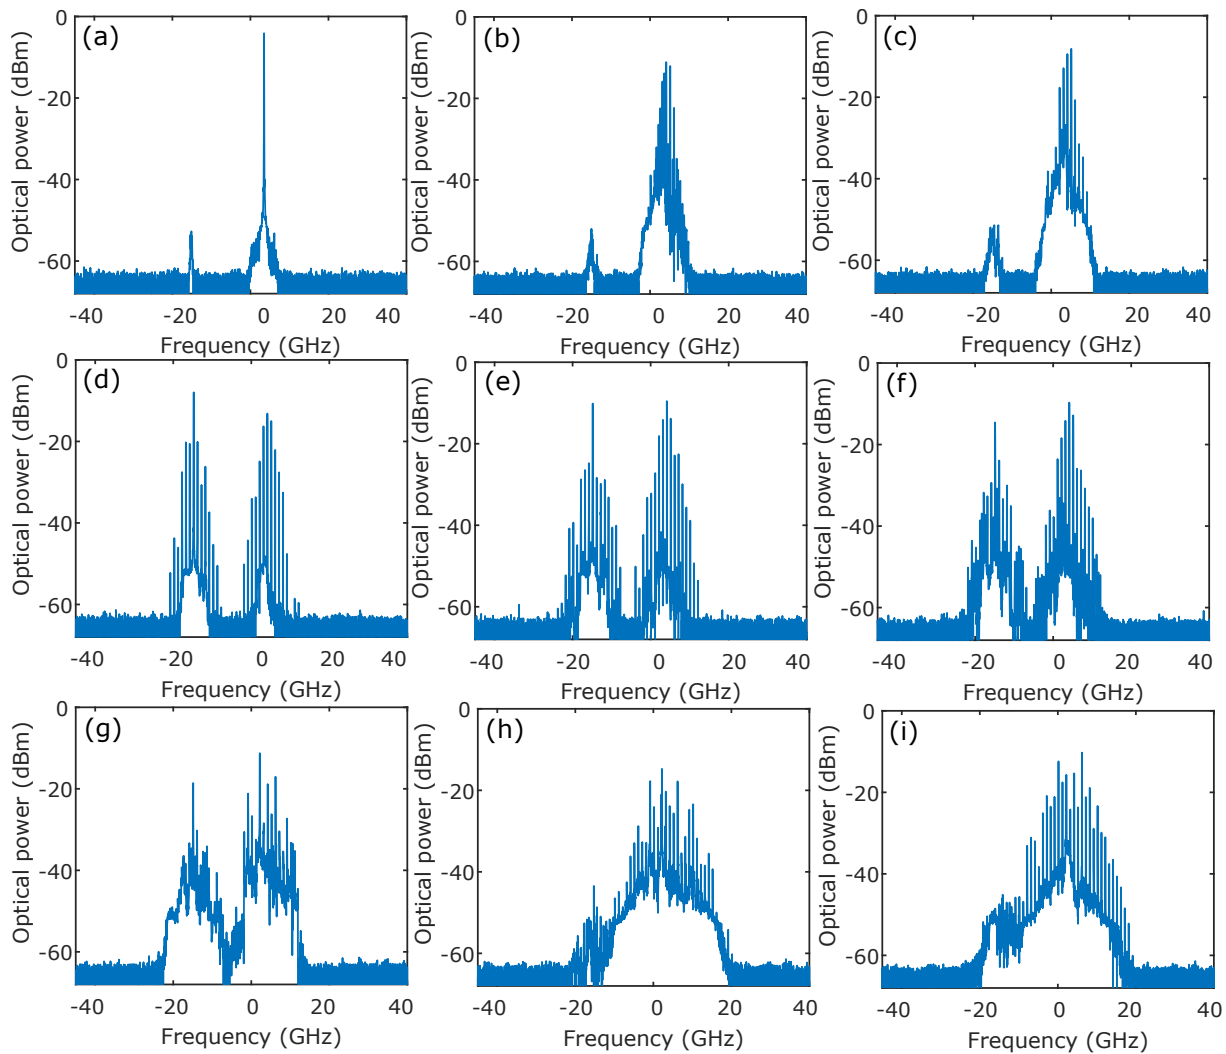 (a) (b) (c)
0 0 0
-20 -20 -20
-40 -40 -40
-60 -60 -60
Optical power (dBm) Optical power (dBm) Optical power (dBm)
-40 -20 0 20 40 -40 -20 0 20 40 -40 -20 0 20 40
Frequency (GHz) Frequency (GHz) Frequency (GHz)
(d) (e) (f)
0 0 0
-20 -20 -20
-40 -40 -40
-60 -60 -60
Optical power (dBm) Optical power (dBm) Optical power (dBm)
-40 -20 0 20 40 -40 -20 0 20 40 -40 -20 0 20 40
Frequency (GHz) Frequency (GHz) Frequency (GHz)
(g) (h) (i)
0 0 0
-20 -20 -20
-40 -40 -40
-60 -60 -60
Optical power (dBm) Optical power (dBm) Optical power (dBm)
-40 -20 0 20 40 -40 -20 0 20 40 -40 -20 0 20 40
Frequency (GHz) Frequency (GHz) Frequency (GHz)